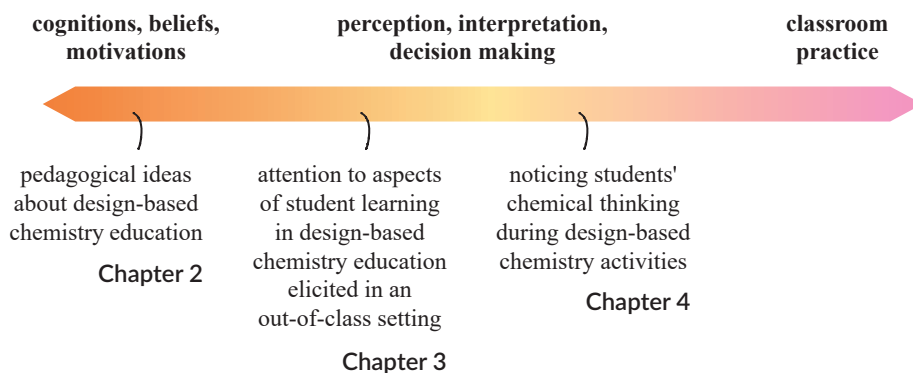 cognitions, beliefs,
motivations
perception, interpretation,
decision making
classroom
practice
pedagogical ideas
about design-based
chemistry education
Chapter 2
attention to aspects
of student learning
in design-based
chemistry education
elicited in an
out-of-class setting
Chapter 3
noticing students'
chemical thinking
during design-based
chemistry activities
Chapter 4